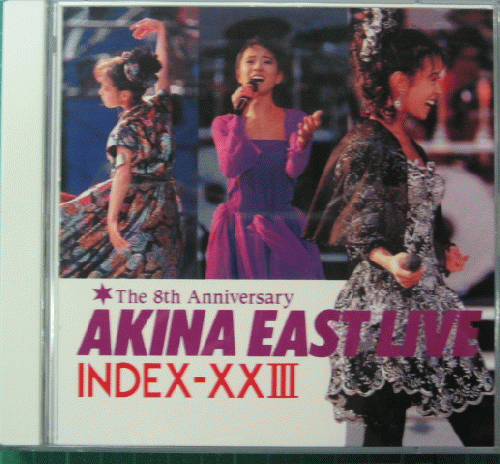 ✶The 8th Anniversary
AKINA EAST LIVE
INDEX-XXIII